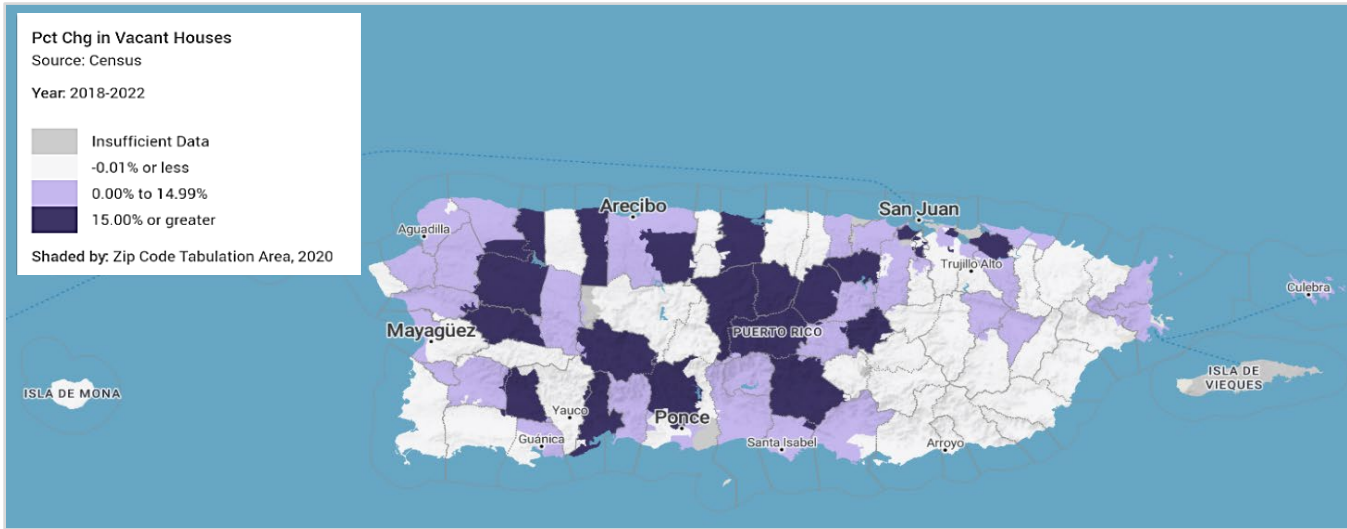 Pct Chg in Vacant Houses
Source: Census
Year: 2018-2022
Insufficient Data
-0.01% or less
0.00% to 14.99%
15.00% or greater
Shaded by: Zip Code Tabulation Area, 2020
Arecibo
San Juan
Aguadilla
Trujillo Alto
Culebra
Mayagüez
PUERTO RICO
ISLA DE
VIEQUES
ISLA DE MONA
Yauco
Ponce
Guánica
Santa Isabel
Arroyo